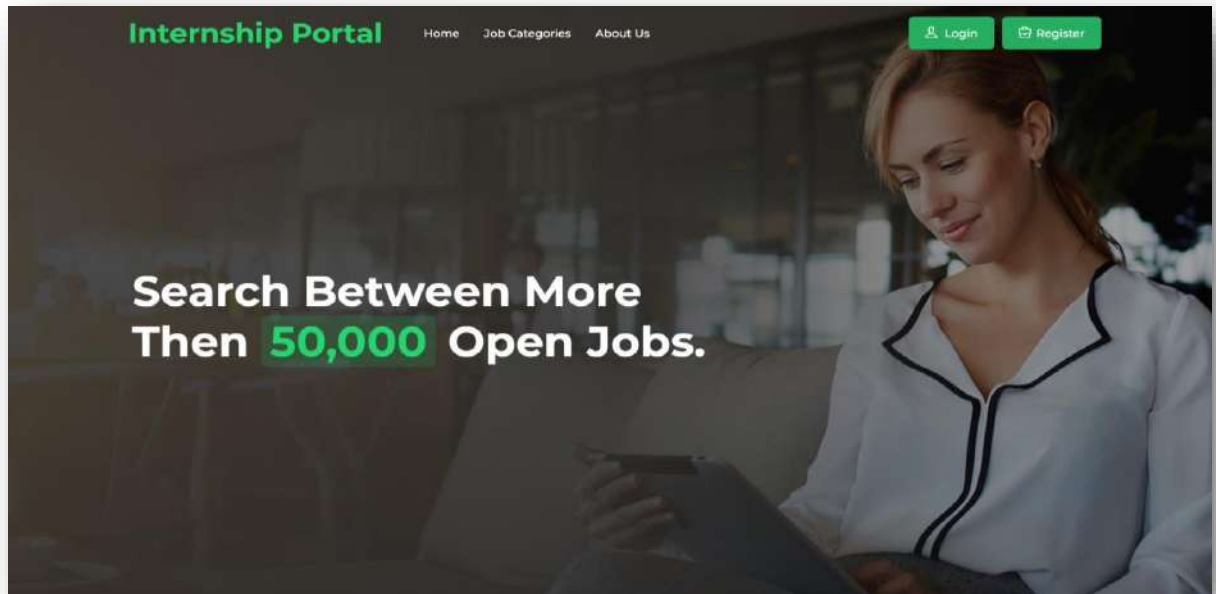 Internship Portal
Home Job Categories About Us
Login Register
Search Between More
Then 50,000 Open Jobs.